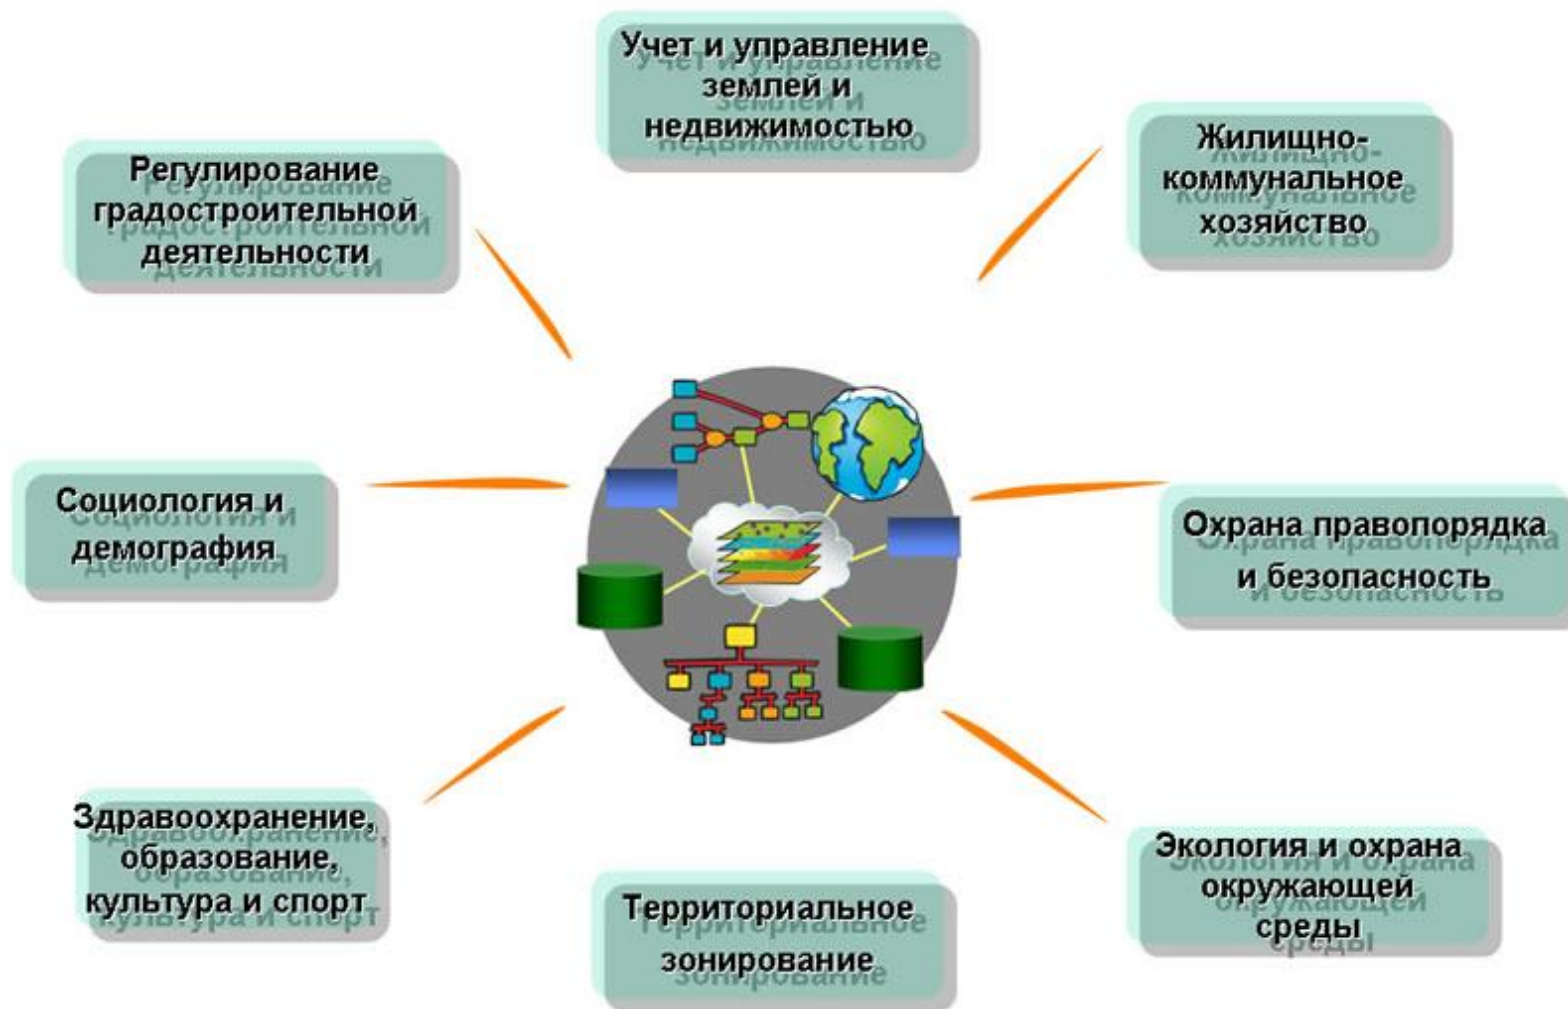 Учет и управление
землей и
недвижимостью
Жилищно-
коммунальное
хозяйство
Регулирование
градостроительной
деятельности
Социология и
демография
Охрана правопорядка
и безопасность
Здравоохранение,
образование,
культура и спорт
Территориальное
зонирование
Экология и охрана
окружающей
среды